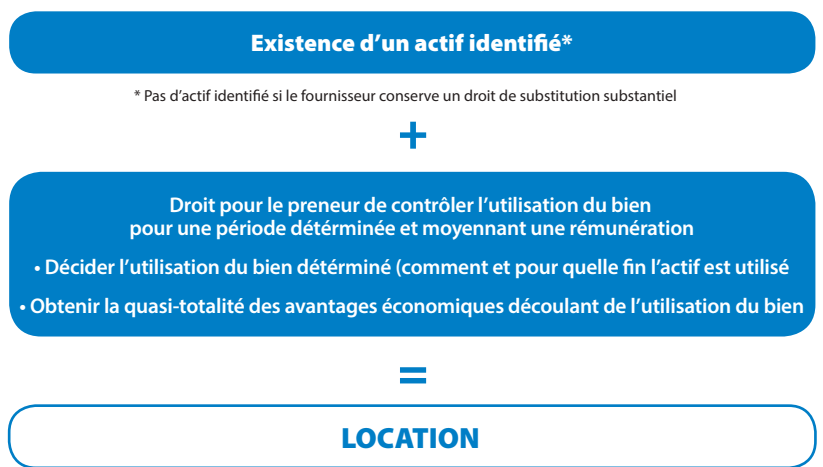 Existence d’un actif identifié*
* Pas d’actif identifié si le fournisseur conserve un droit de substitution substantiel
+
Droit pour le preneur de contrôler l’utilisation du bien
pour une période détérminée et moyennant une rémunération
• Décider l’utilisation du bien détérminé (comment et pour quelle fin l’actif est utilisé
• Obtenir la quasi-totalité des avantages économiques découlant de l’utilisation du bien
=
LOCATION